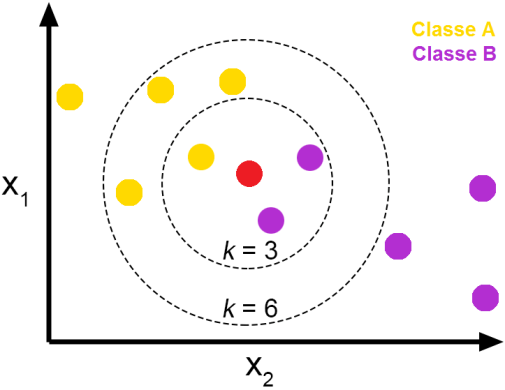 Classe A
Classe B
x1
k = 3
k = 6
x2